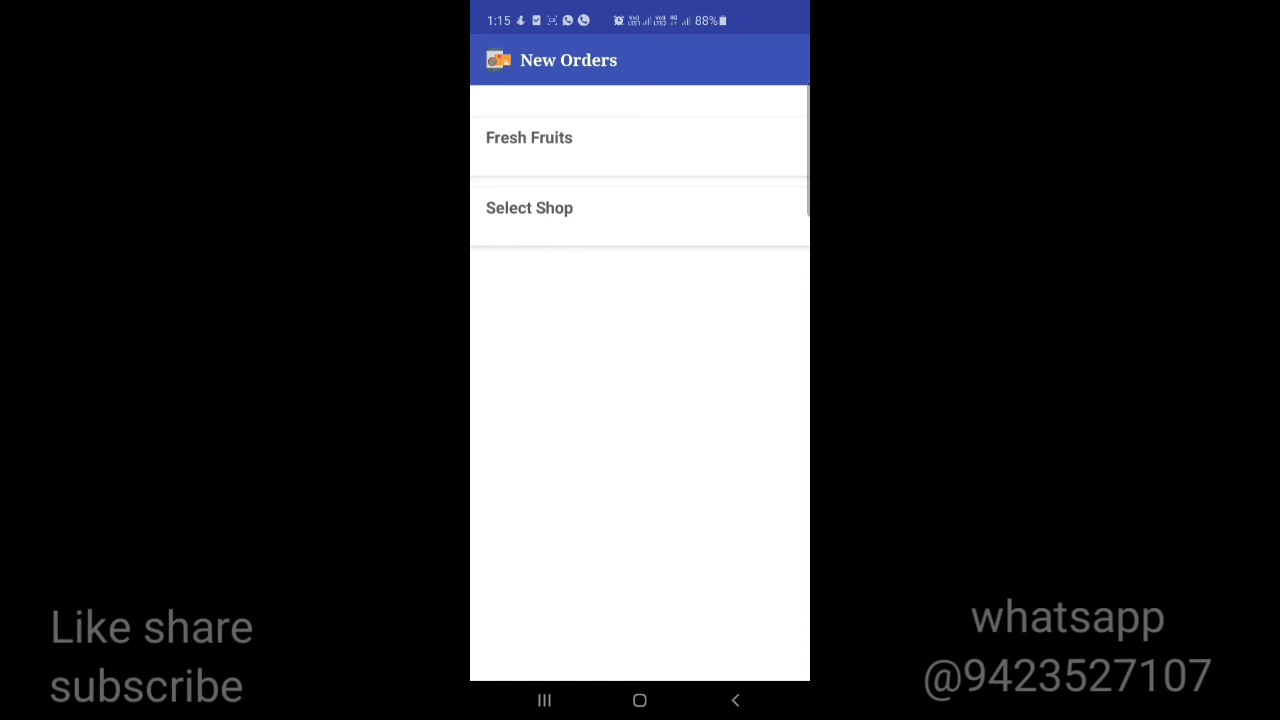 1:15 88%
New Orders
Fresh Fruits
Select Shop
Like share
subscribe
whatsapp
@9423527107